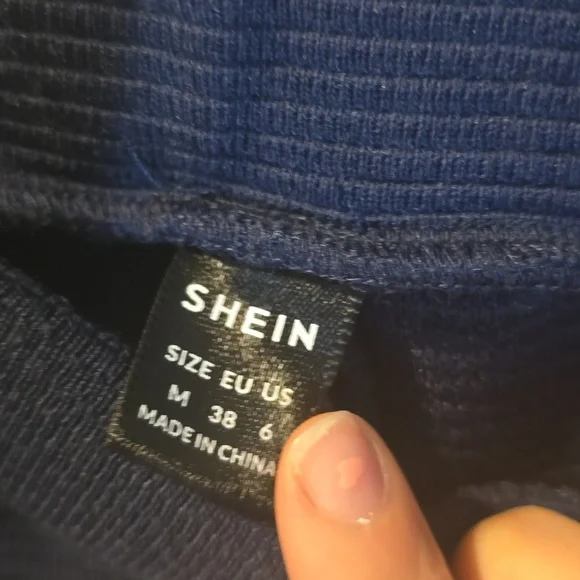 SHEIN
SIZE EU US
M 38 6
MADE IN CHINA